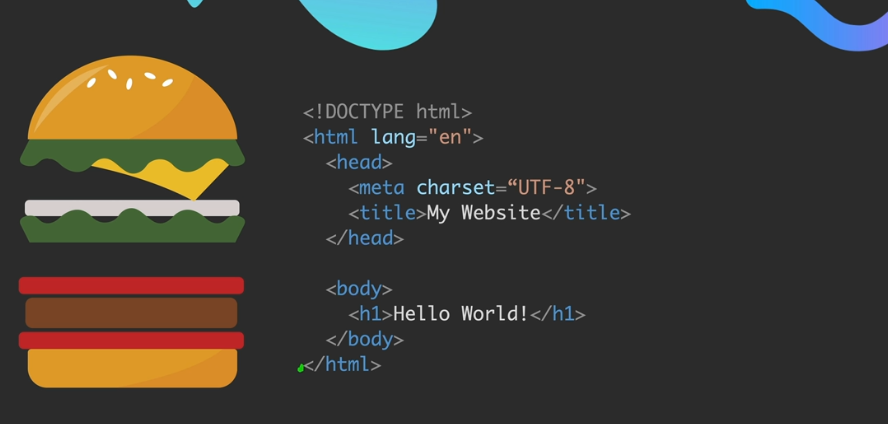 <!DOCTYPE html>
<html lang="en">
<head>
<meta charset=“UTF-8">
<title>My Website</title>
</head>
<body>
<h1>Hello World!</h1>
</body>
</html>